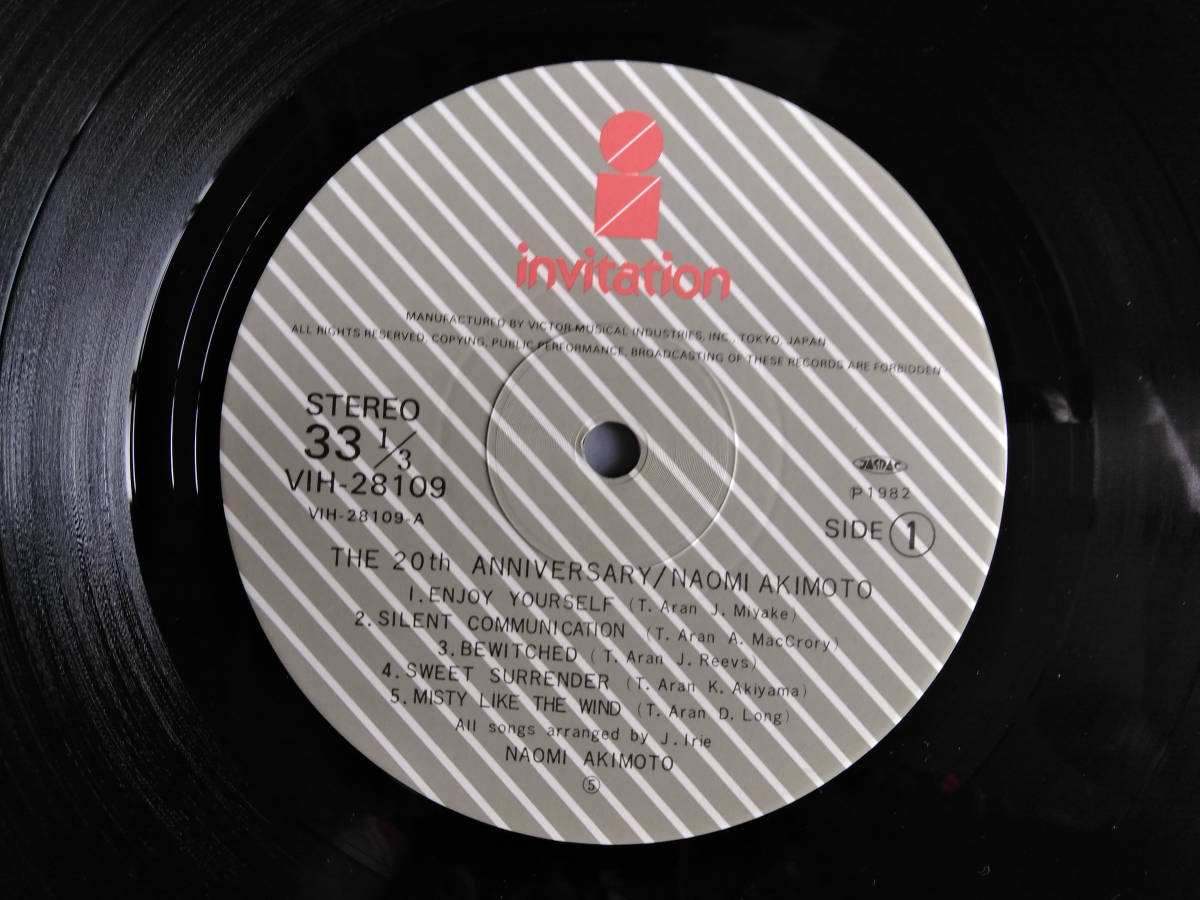 invitation
MANUFACTURED BY VICTOR MUSICAL INDUSTRIES, INC., TOKYO, JAPAN
ALL RIGHTS RESERVED, COPYING, PUBLIC PERFORMANCE, BROADCASTING OF THESE RECORDS ARE FORBIDDEN
STEREO
33 1/3
VIH-28109
VIH-28109-A
JASRAC
℗1982
SIDE 1
THE 20th ANNIVERSARY/NAOMI AKIMOTO
1. ENJOY YOURSELF (T. Aran J. Miyake)
2. SILENT COMMUNICATION (T. Aran A. MacCrory)
3. BEWITCHED (T. Aran J. Reevs)
4. SWEET SURRENDER (T. Aran K. Akiyama)
5. MISTY LIKE THE WIND (T. Aran D. Long)
All songs arranged by J. Irie
NAOMI AKIMOTO
⑤